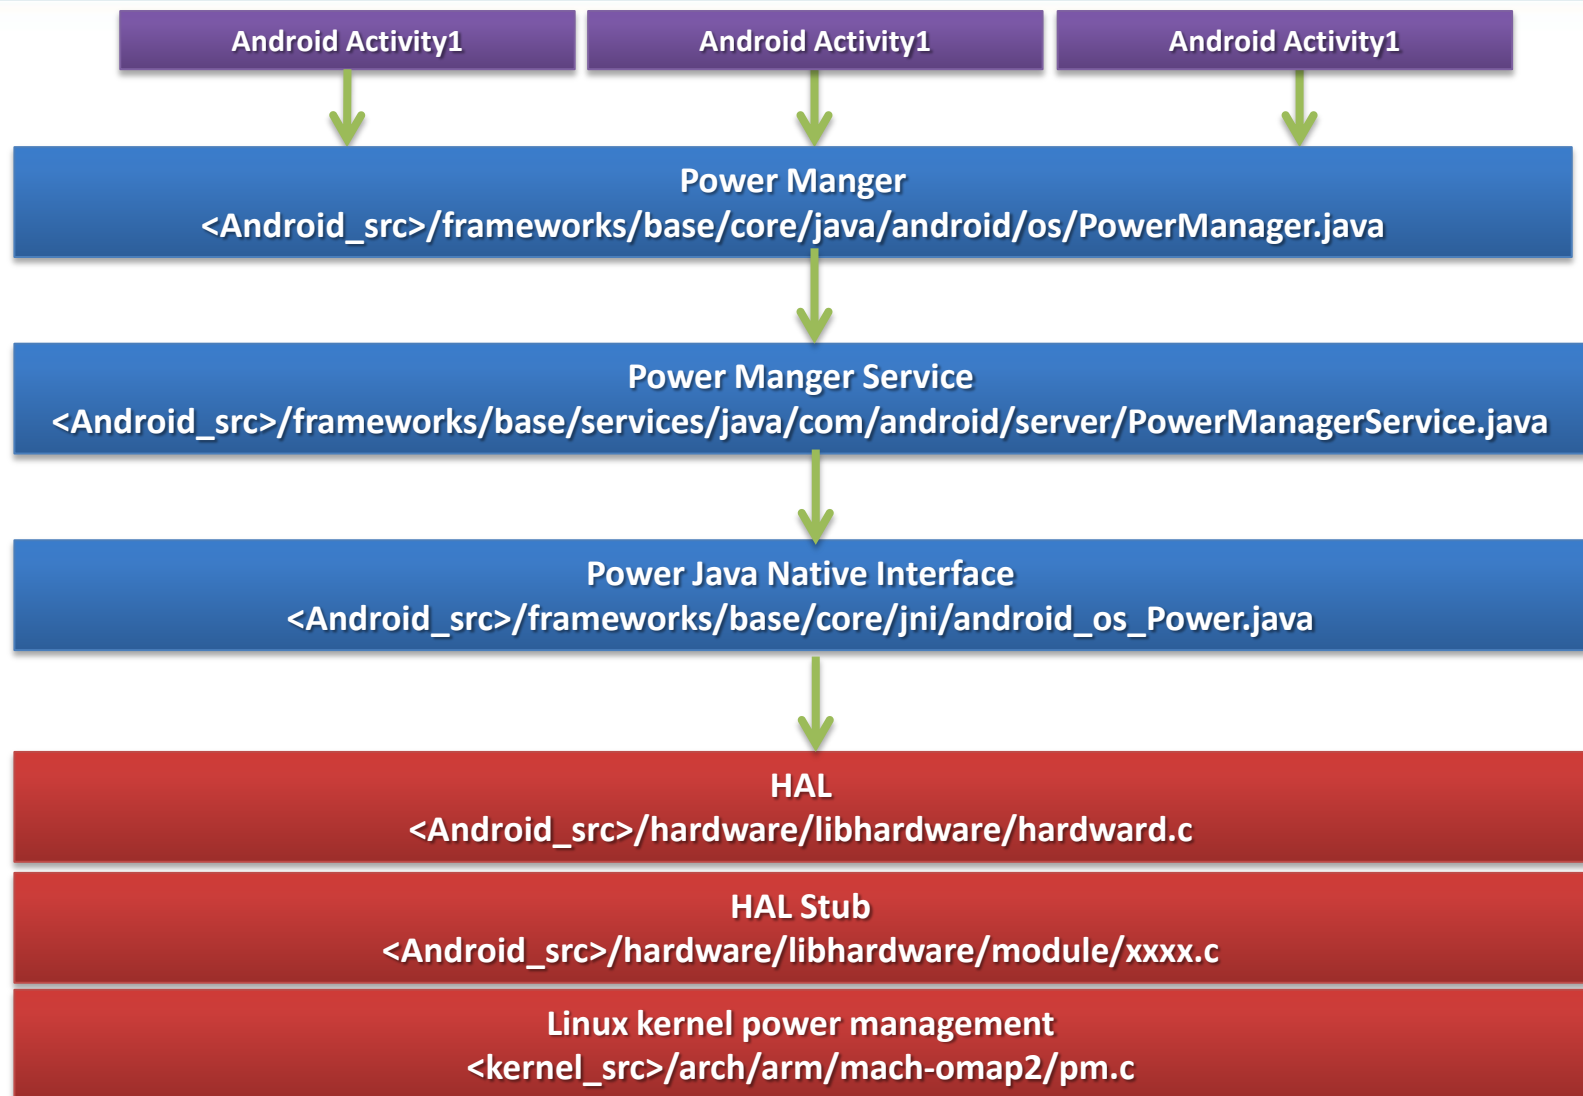 Android Activity1
Android Activity1
Android Activity1
Power Manger
<Android_src>/frameworks/base/core/java/android/os/PowerManager.java
Power Manger Service
<Android_src>/frameworks/base/services/java/com/android/server/PowerManagerService.java
Power Java Native Interface
<Android_src>/frameworks/base/core/jni/android_os_Power.java
HAL
<Android_src>/hardware/libhardware/hardward.c
HAL Stub
<Android_src>/hardware/libhardware/module/xxxx.c
Linux kernel power management
<kernel_src>/arch/arm/mach-omap2/pm.c